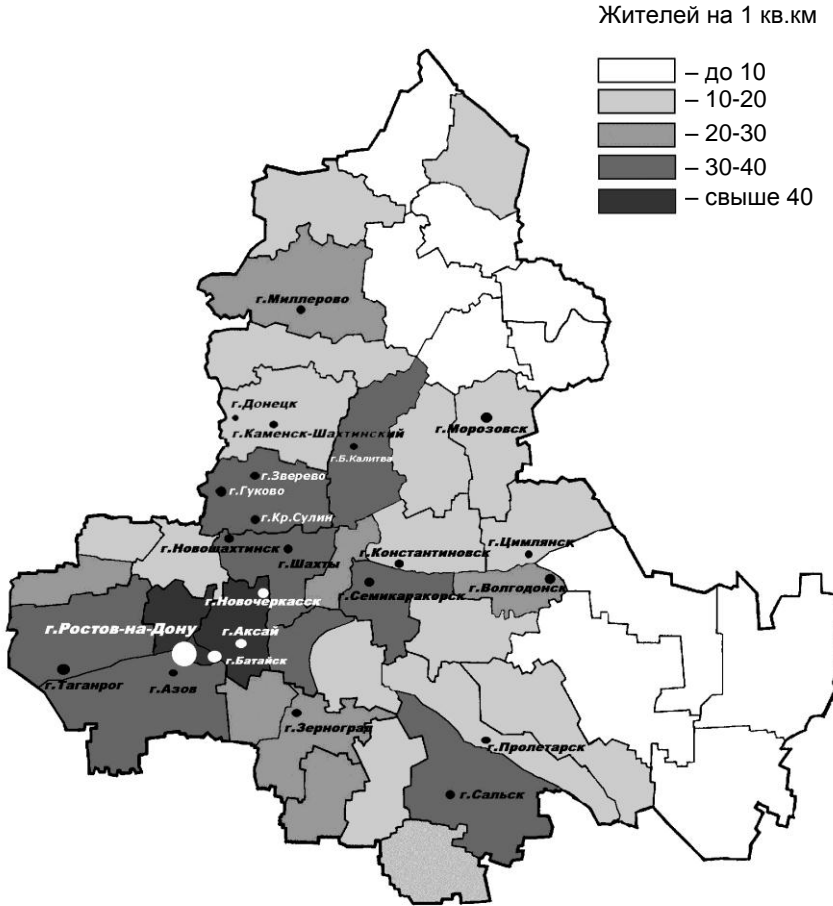 Жителей на 1 кв.км
– до 10
– 10-20
– 20-30
– 30-40
– свыше 40
г.Миллерово
г.Донецк
г.Каменск-Шахтинский
г.Морозовск
г.Б.Калитва
г.Зверево
г.Гуково
г.Кр.Сулин
г.Новошахтинск
г.Шахты
г.Константиновск
г.Цимлянск
г.Волгодонск
г.Семикаракорск
г.Новочеркасск
г.Ростов-на-Дону
г.Аксай
г.Батайск
г.Таганрог
г.Азов
г.Зерноград
г.Пролетарск
г.Сальск